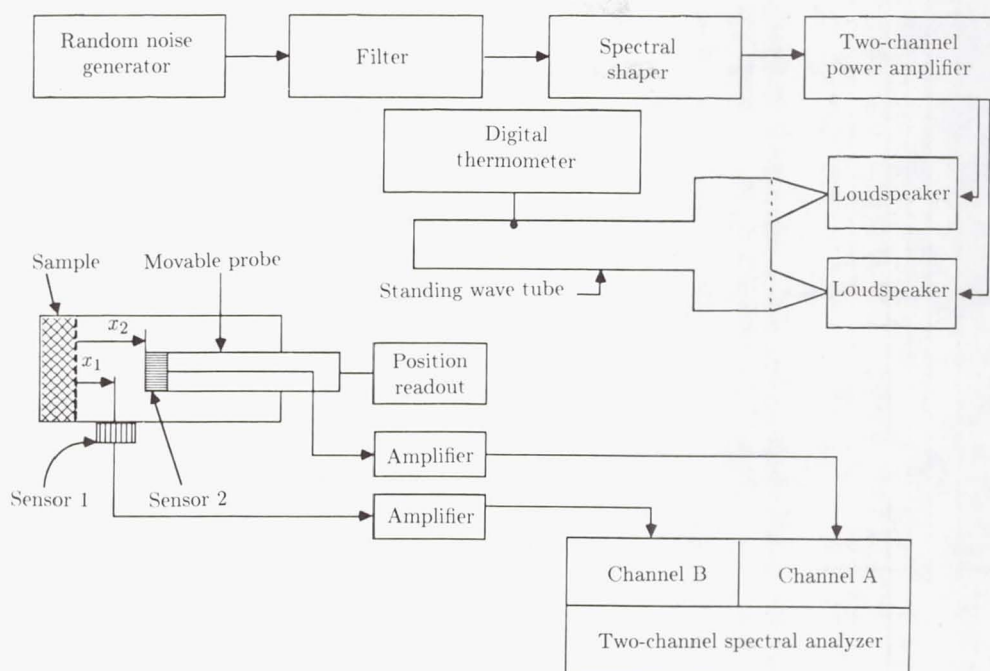 Random noise
generator
Filter
Spectral
shaper
Two-channel
power amplifier
Digital
thermometer
Loudspeaker
Standing wave tube
Loudspeaker
Sample
Movable probe
x₂
x₁
Position
readout
Sensor 1
Sensor 2
Amplifier
Amplifier
Channel B
Channel A
Two-channel spectral analyzer